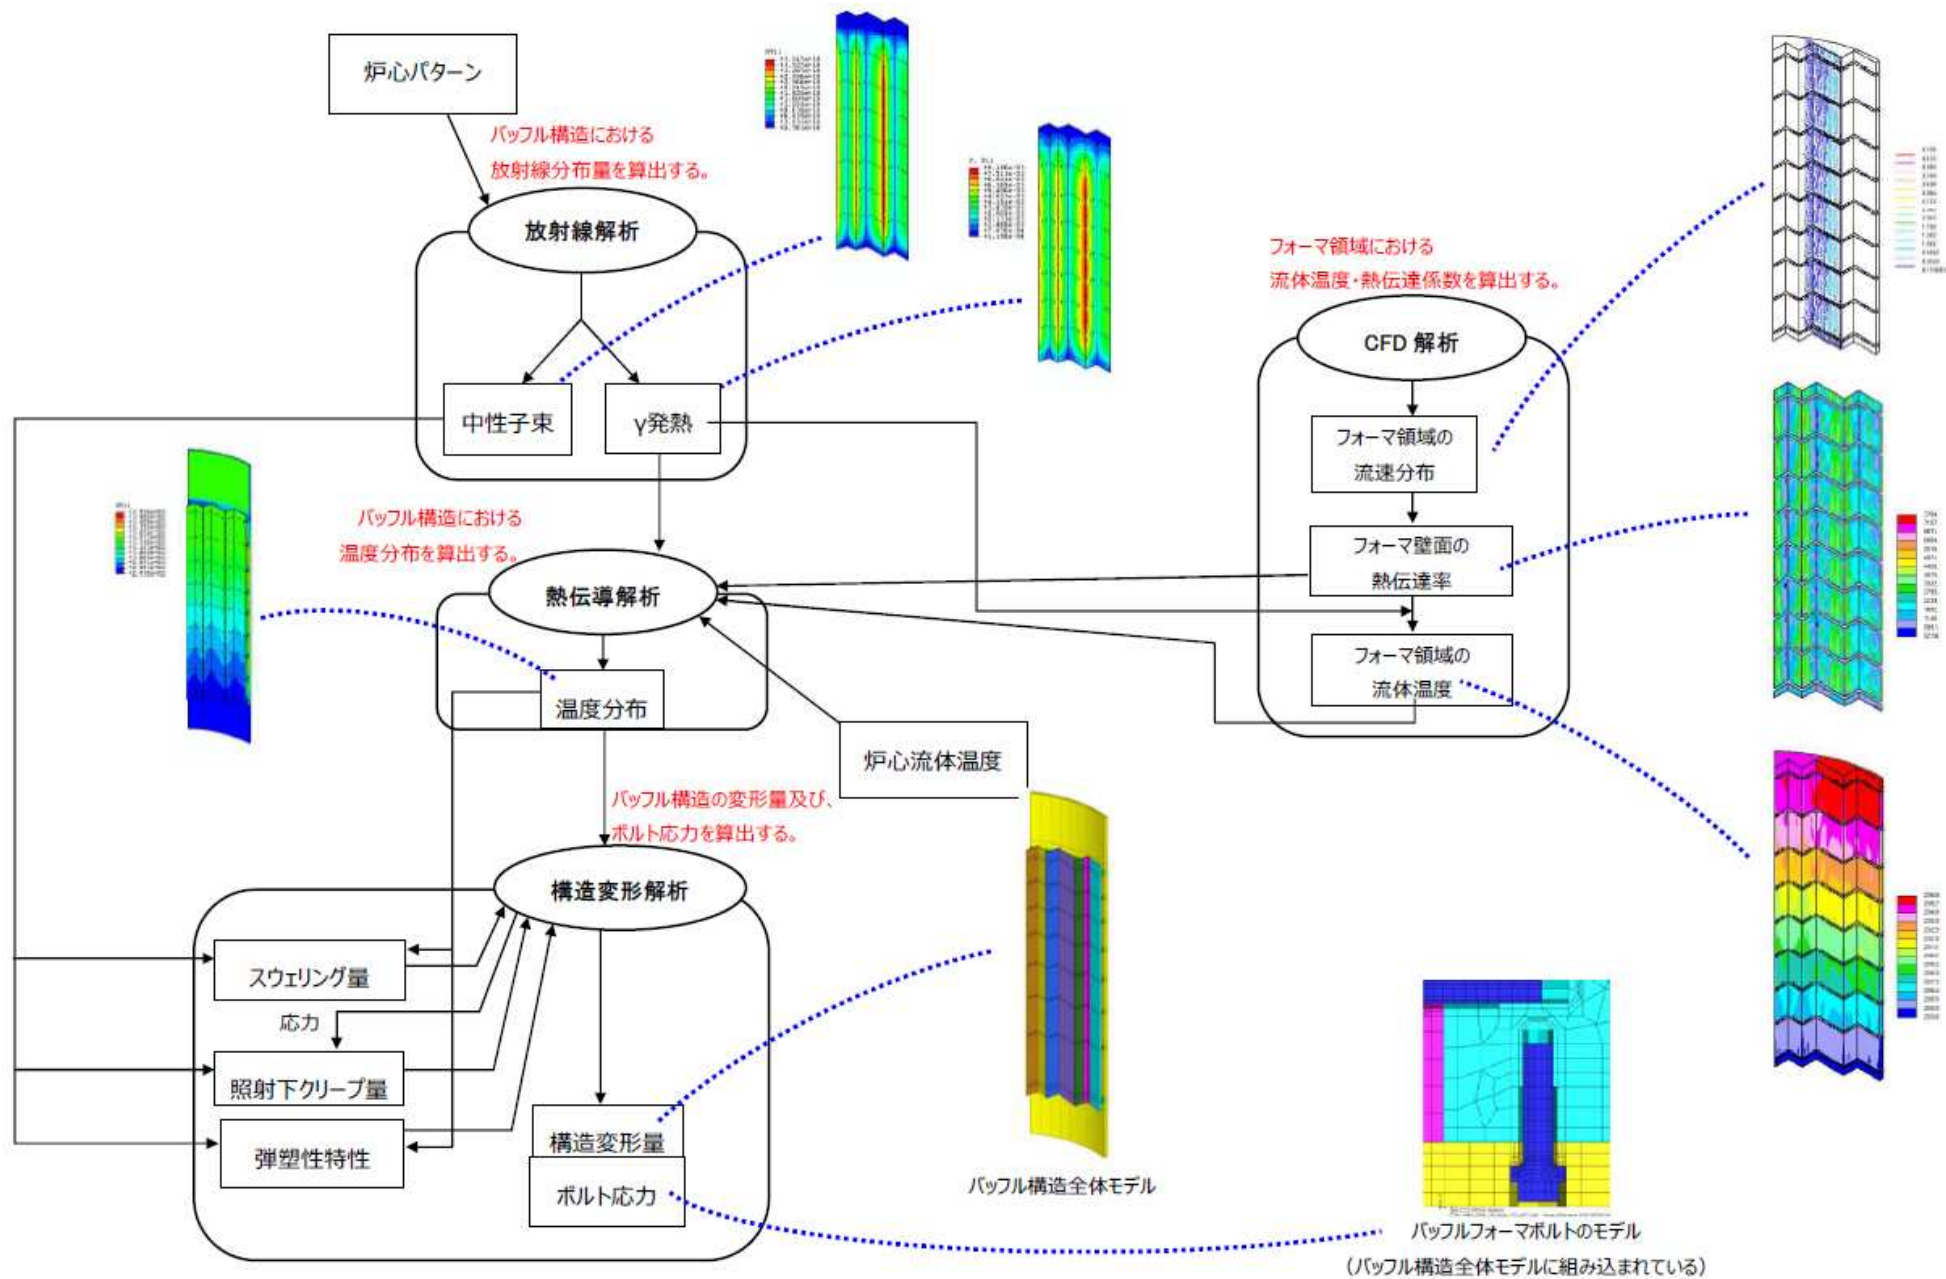 炉心パターン
バッフル構造における
放射線分布量を算出する。
放射線解析
中性子束
γ発熱
フォーマ領域における
流体温度・熱伝達係数を算出する。
CFD 解析
フォーマ領域の
流速分布
フォーマ壁面の
熱伝達率
フォーマ領域の
流体温度
バッフル構造における
温度分布を算出する。
熱伝導解析
温度分布
炉心流体温度
バッフル構造の変形量及び、
ボルト応力を算出する。
構造変形解析
スウェリング量
応力
照射下クリープ量
弾塑性特性
構造変形量
ボルト応力
バッフル構造全体モデル
バッフルフォーマボルトのモデル
（バッフル構造全体モデルに組み込まれている）